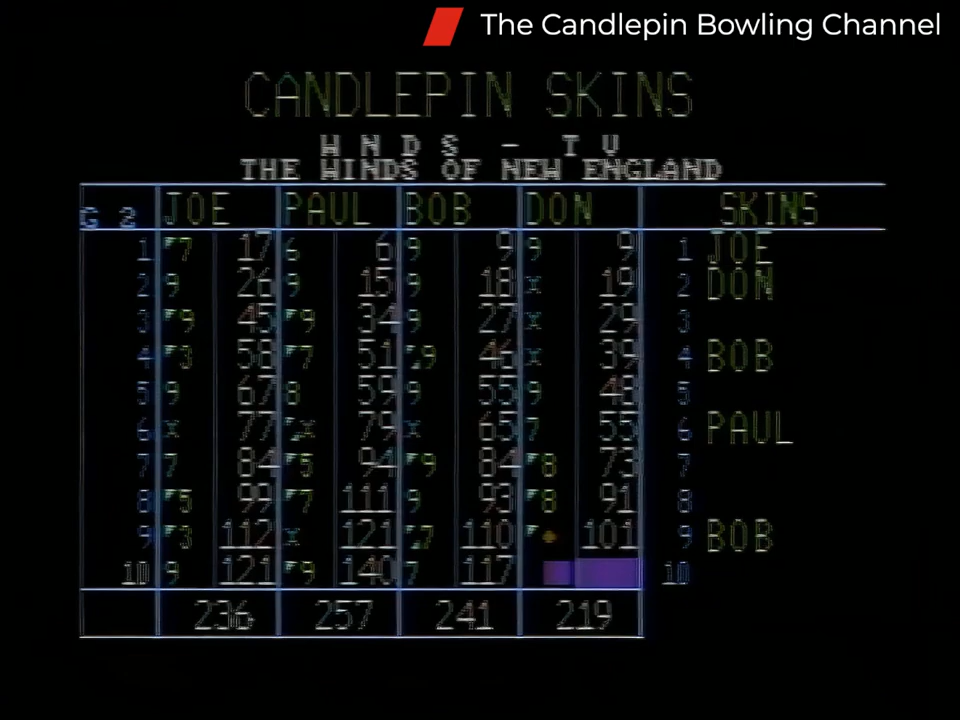 The Candlepin Bowling Channel
CANDLEPIN SKINS
W N D S - T V
THE WINDS OF NEW ENGLAND
G 2 JOE PAUL BOB DON SKINS
1 7 17 6 6 9 9 9 9 1 JOE
2 9 26 9 15 9 18 X 19 2 DON
3 9 45 9 34 9 27 X 29 3
4 3 58 7 51 9 46 X 39 4 BOB
5 9 67 8 59 9 55 9 48 5
6 X 77 X 79 X 65 7 55 6 PAUL
7 7 84 5 94 9 84 8 73 7
8 5 99 7 111 9 93 8 91 8
9 3 112 X 121 7 110 101 9 BOB
10 9 121 9 140 7 117 10
236 257 241 219